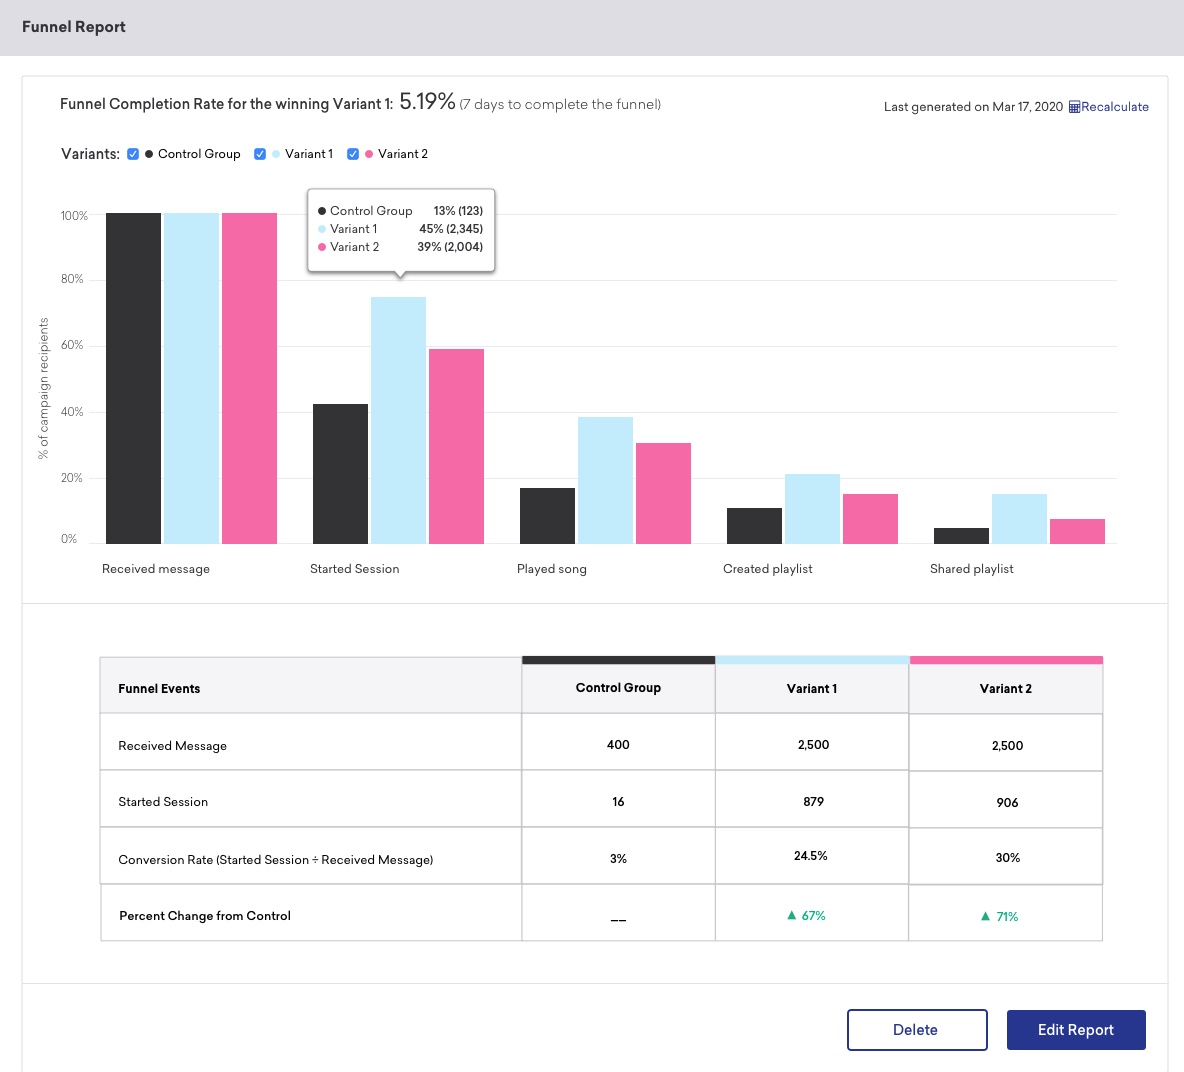 Funnel Report
Funnel Completion Rate for the winning Variant 1: 5.19% (7 days to complete the funnel)
Last generated on Mar 17, 2020 Recalculate
Variants: Control Group Variant 1 Variant 2
Control Group 13% (123)
Variant 1 45% (2,345)
Variant 2 39% (2,004)
% of campaign recipients
100%
80%
60%
40%
20%
0%
Received message Started Session Played song Created playlist Shared playlist
Funnel Events Control Group Variant 1 Variant 2
Received Message 400 2,500 2,500
Started Session 16 879 906
Conversion Rate (Started Session ÷ Received Message) 3% 24.5% 30%
Percent Change from Control __ ▲ 67% ▲ 71%
Delete Edit Report